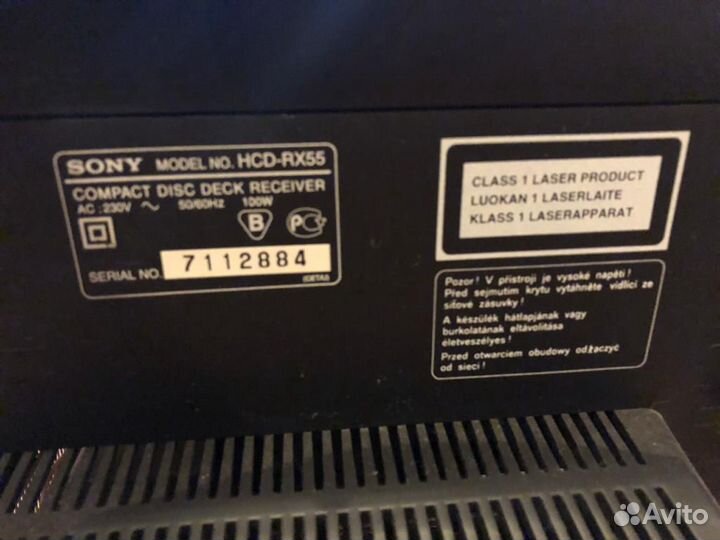 SONY MODEL NO. HCD-RX55
COMPACT DISC DECK RECEIVER
AC : 230V ~ 50/60Hz 100W
B PC
SERIAL NO. 7112884
CLASS 1 LASER PRODUCT
LUOKAN 1 LASERLAITE
KLASS 1 LASERAPPARAT
Pozor! V přístroji je vysoké napětí!
Před sejmutím krytu vytáhněte vidlici ze
síťové zásuvky!
A készülék hátlapjának vagy
burkolatának eltávolítása
életveszélyes!
Przed otwarciem obudowy odłaczyć
od sieci!
Avito